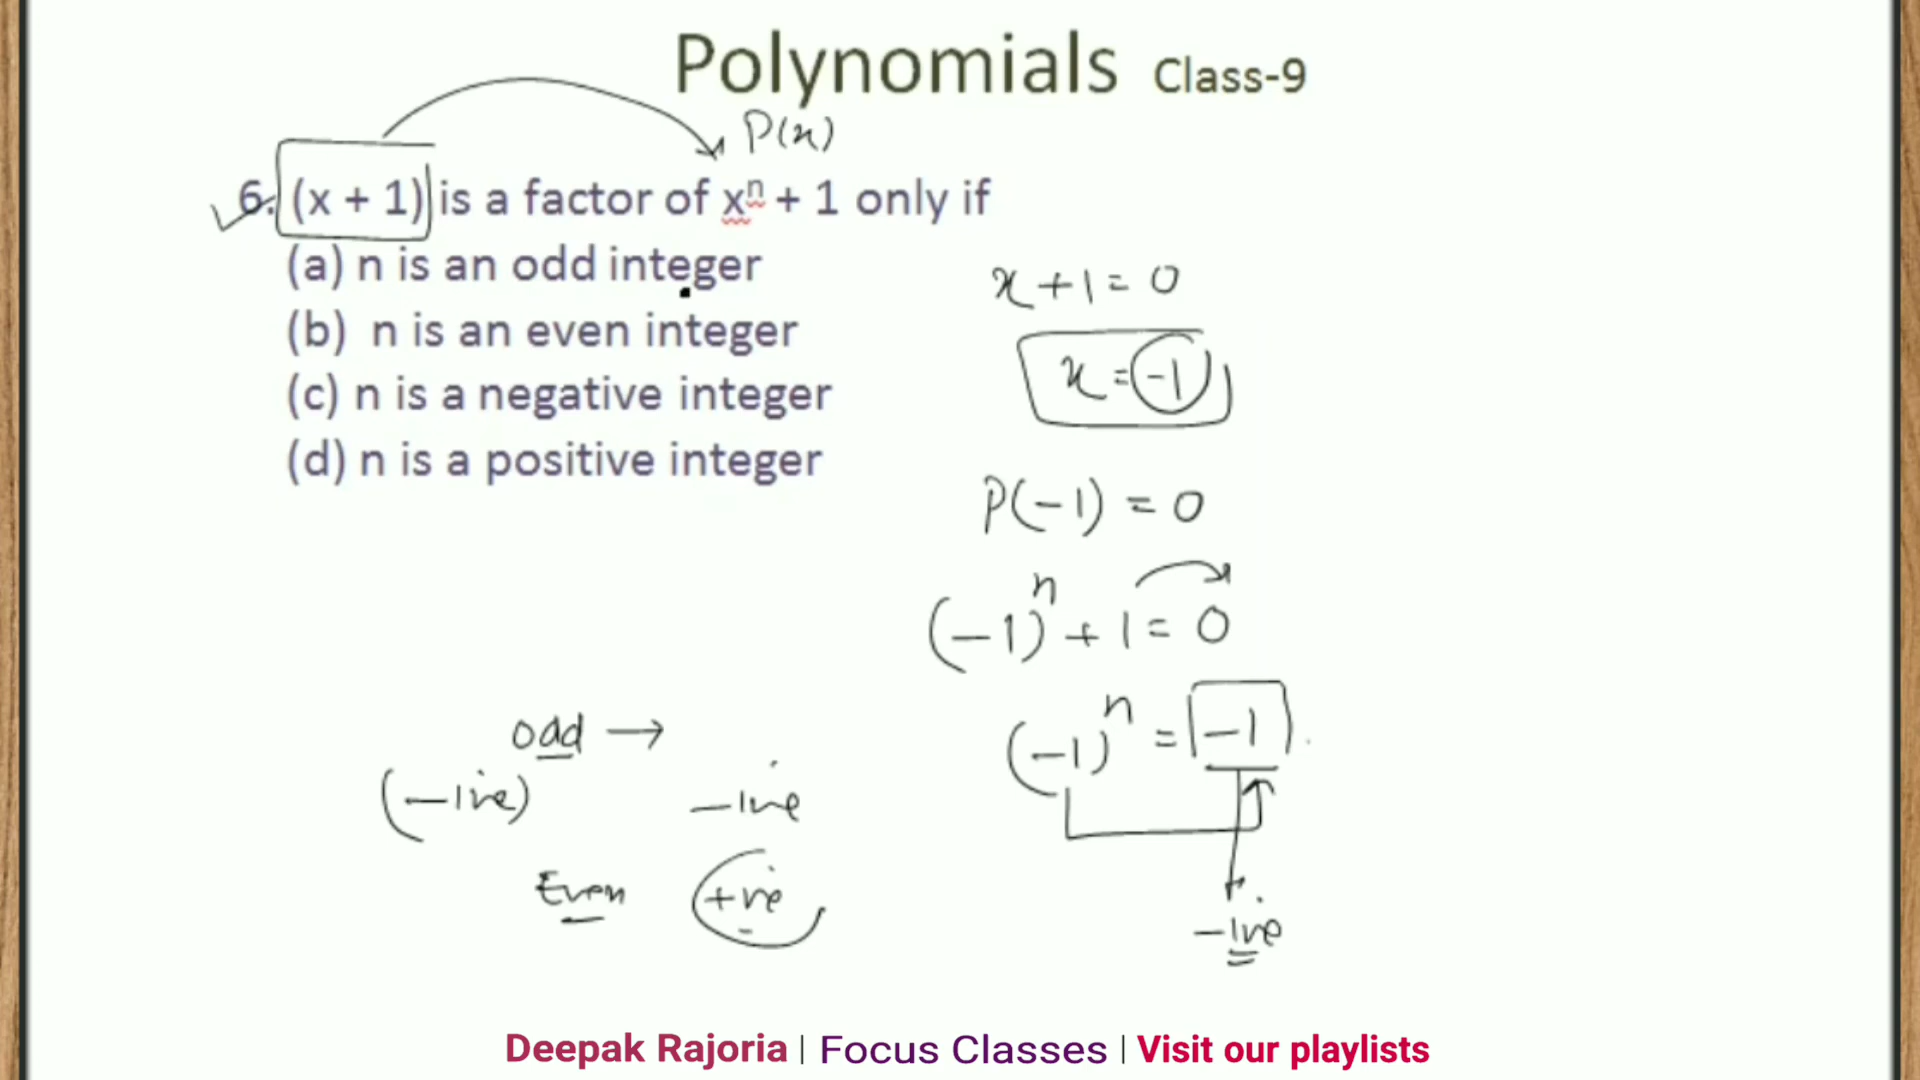 Polynomials Class-9
P(x)
6. (x + 1) is a factor of xⁿ + 1 only if
(a) n is an odd integer
(b) n is an even integer
(c) n is a negative integer
(d) n is a positive integer
x + 1 = 0
x = -1
P(-1) = 0
(-1)ⁿ + 1 = 0
(-1)ⁿ = -1
-ive
odd →
(-ive) -ive
Even +ve
Deepak Rajoria | Focus Classes | Visit our playlists